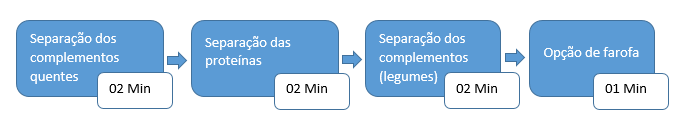 Separação dos
complementos
quentes
02 Min
Separação das
proteínas
02 Min
Separação dos
complementos
(legumes)
02 Min
Opção de farofa
01 Min